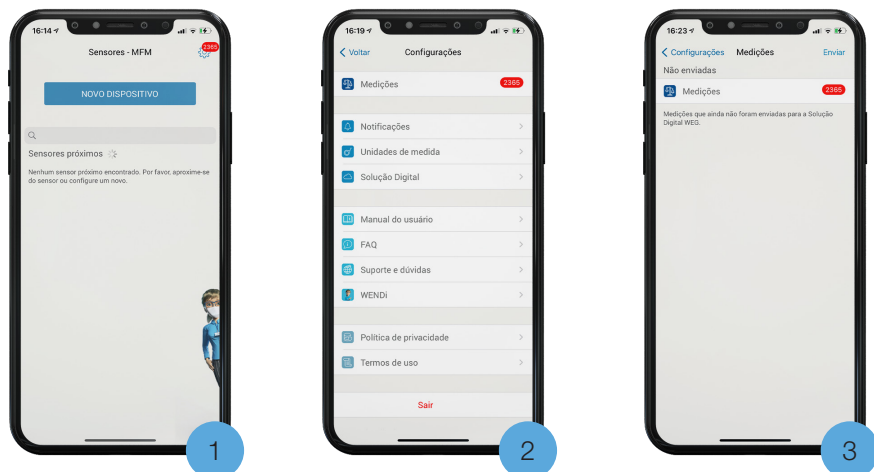 16:14
Sensores - MFM
2365
NOVO DISPOSITIVO
Sensores próximos
Nenhum sensor próximo encontrado. Por favor, aproxime-se
do sensor ou configure um novo.
1
16:19
Voltar
Configurações
Medições
2365
Notificações
Unidades de medida
Solução Digital
Manual do usuário
FAQ
Suporte e dúvidas
WENDi
Política de privacidade
Termos de uso
Sair
2
16:23
Configurações
Medições
Enviar
Não enviadas
Medições
2365
Medições que ainda não foram enviadas para a Solução
Digital WEG.
3